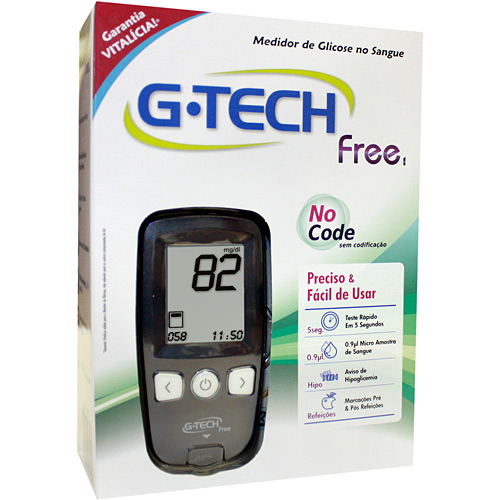 Garantia
VITALÍCIA!*
Medidor de Glicose no Sangue
G·TECH
free1
No
Code
sem codificação
Preciso &
Fácil de Usar
5seg
Teste Rápido
Em 5 Segundos
0.9µl
0.9µl Micro Amostra
de Sangue
Hipo
Aviso de
Hipoglicemia
Refeições
Marcações Pré
& Pós Refeições
mg/dl
82
058 11:50
G·TECH
free